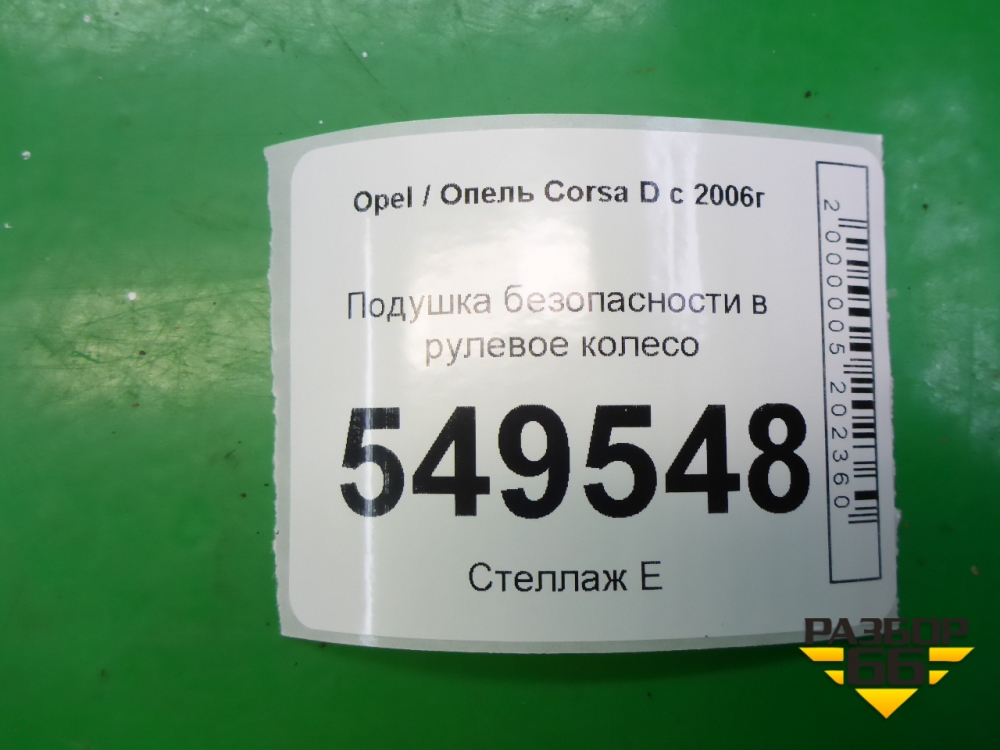 Opel / Опель Corsa D с 2006г
Подушка безопасности в
рулевое колесо
549548
Стеллаж Е
2000005202360
РАЗБОР
66